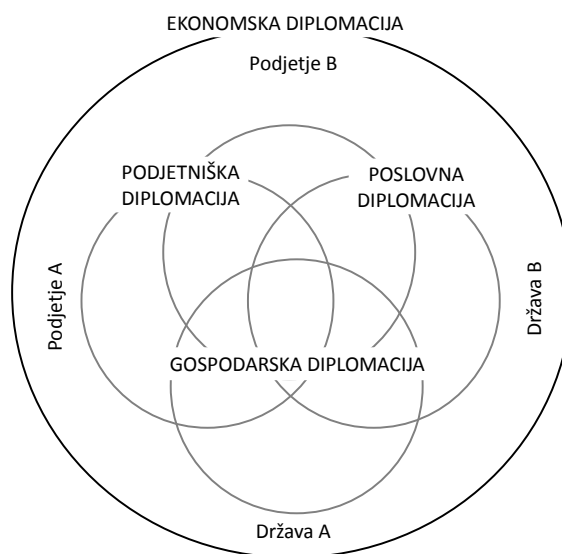 EKONOMSKA DIPLOMACIJA
Podjetje B
PODJETNIŠKA
DIPLOMACIJA
POSLOVNA
DIPLOMACIJA
Podjetje A
Država B
GOSPODARSKA DIPLOMACIJA
Država A